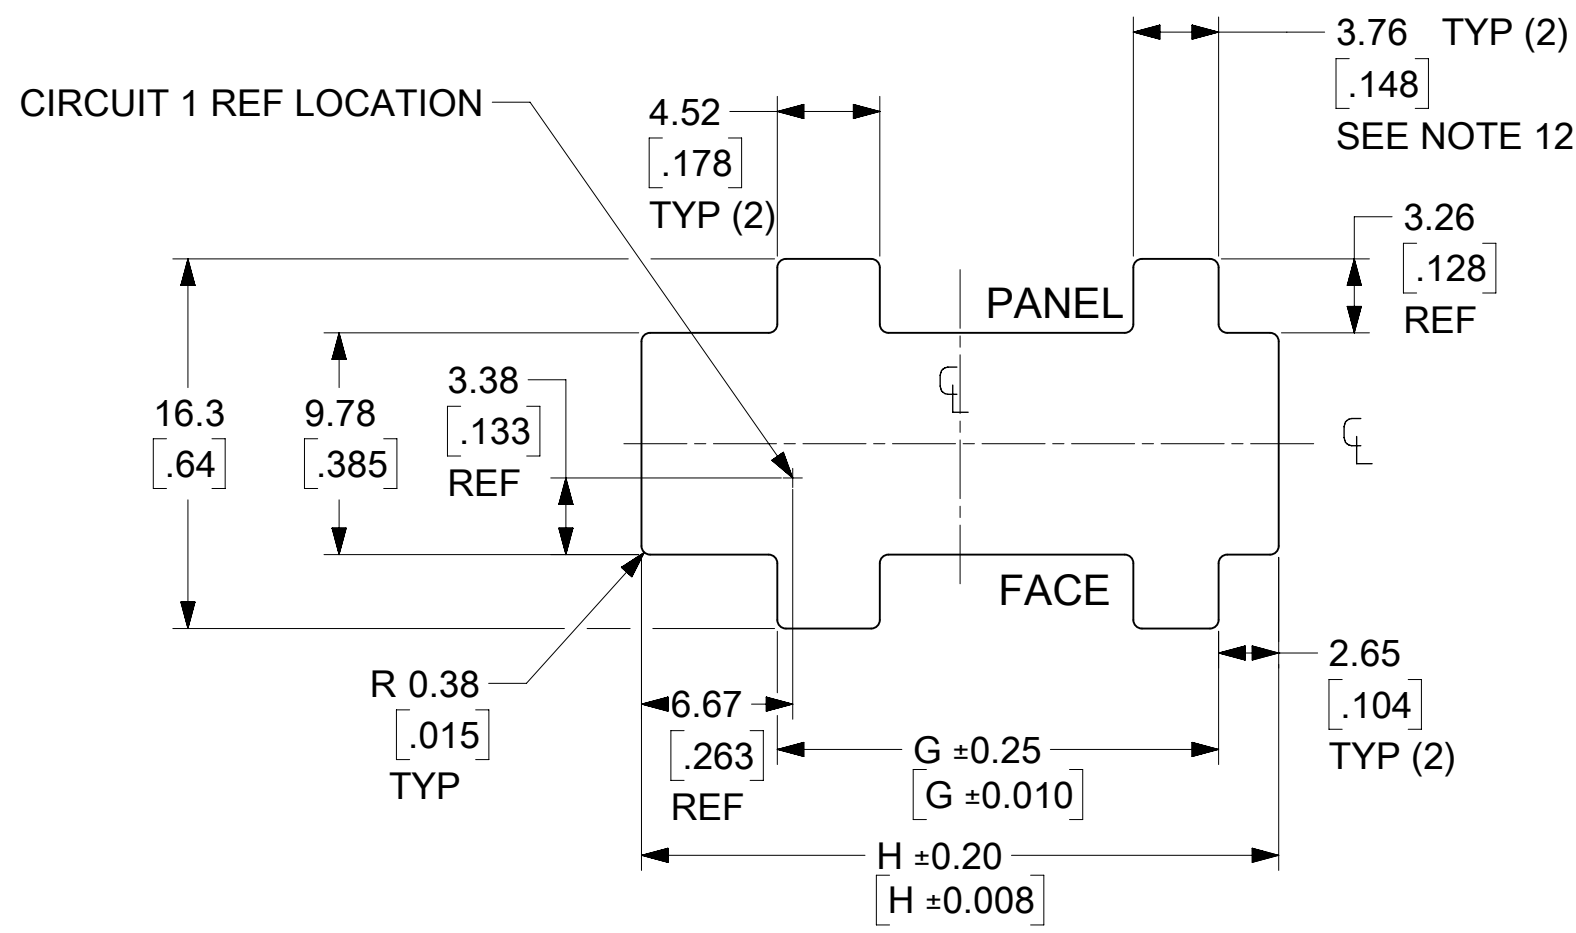 3.76 TYP (2)
[.148]
SEE NOTE 12
CIRCUIT 1 REF LOCATION
4.52
[.178]
TYP (2)
3.26
[.128]
REF
PANEL
16.3
[.64]
9.78
[.385]
3.38
[.133]
REF
℄
℄
FACE
R 0.38
[.015]
TYP
6.67
[.263]
REF
2.65
[.104]
TYP (2)
G ±0.25
[G ±0.010]
H ±0.20
[H ±0.008]